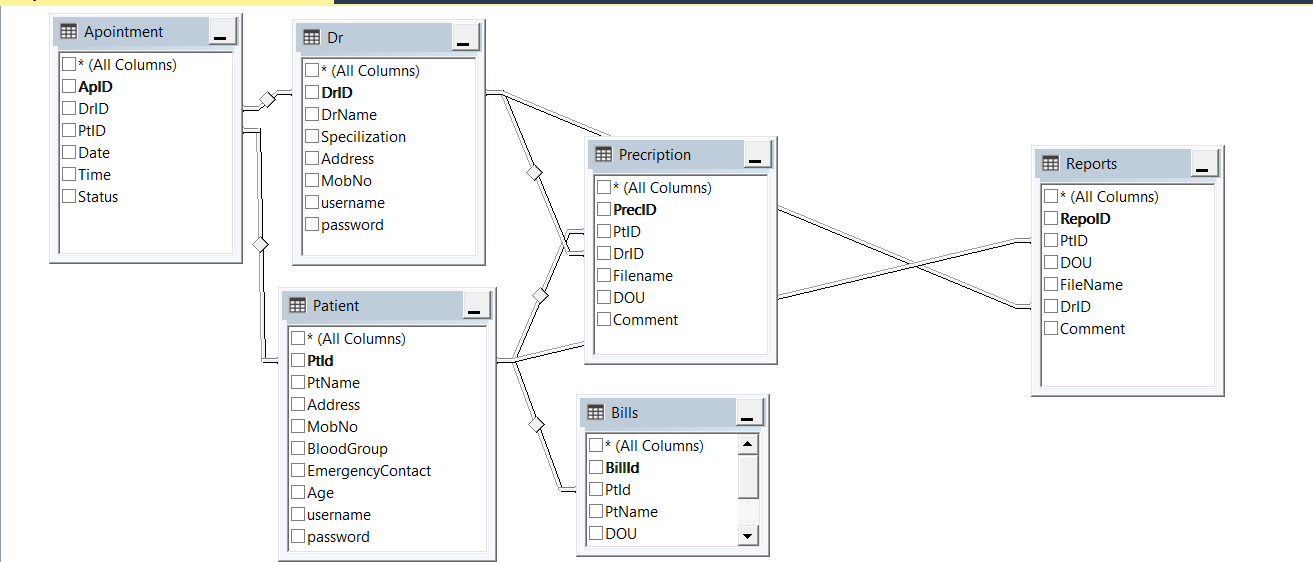 Apointment
* (All Columns)
ApID
DrID
PtID
Date
Time
Status
Dr
* (All Columns)
DrID
DrName
Specilization
Address
MobNo
username
password
Precription
* (All Columns)
PrecID
PtID
DrID
Filename
DOU
Comment
Reports
* (All Columns)
RepoID
PtID
DOU
FileName
DrID
Comment
Patient
* (All Columns)
PtId
PtName
Address
MobNo
BloodGroup
EmergencyContact
Age
username
password
Bills
* (All Columns)
BillId
PtId
PtName
DOU